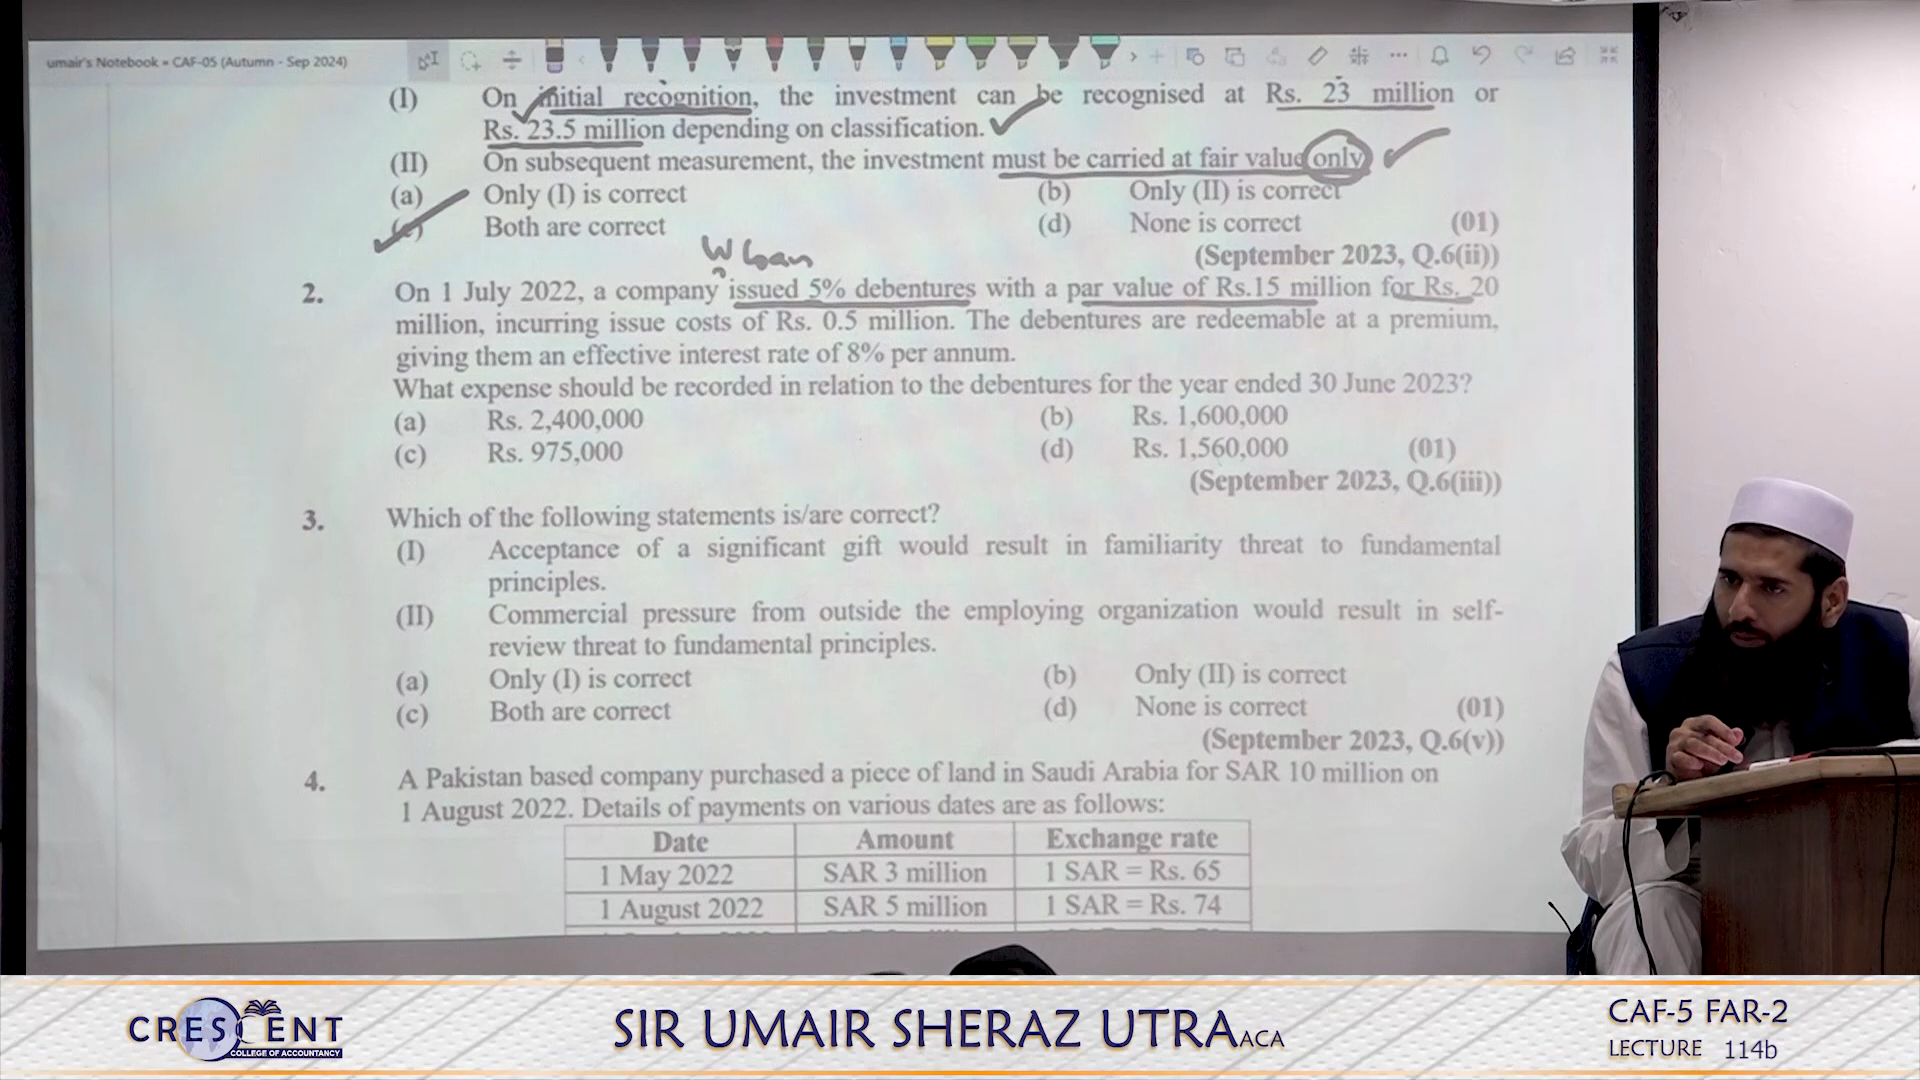 umair's Notebook » CAF-05 (Autumn - Sep 2024)
(I) On initial recognition, the investment can be recognised at Rs. 23 million or
Rs. 23.5 million depending on classification.
(II) On subsequent measurement, the investment must be carried at fair value only
(a) Only (I) is correct (b) Only (II) is correct
(c) Both are correct (d) None is correct (01)
(September 2023, Q.6(ii))
Loan
2. On 1 July 2022, a company issued 5% debentures with a par value of Rs.15 million for Rs. 20
million, incurring issue costs of Rs. 0.5 million. The debentures are redeemable at a premium,
giving them an effective interest rate of 8% per annum.
What expense should be recorded in relation to the debentures for the year ended 30 June 2023?
(a) Rs. 2,400,000 (b) Rs. 1,600,000
(c) Rs. 975,000 (d) Rs. 1,560,000 (01)
(September 2023, Q.6(iii))
3. Which of the following statements is/are correct?
(I) Acceptance of a significant gift would result in familiarity threat to fundamental
principles.
(II) Commercial pressure from outside the employing organization would result in self-
review threat to fundamental principles.
(a) Only (I) is correct (b) Only (II) is correct
(c) Both are correct (d) None is correct (01)
(September 2023, Q.6(v))
4. A Pakistan based company purchased a piece of land in Saudi Arabia for SAR 10 million on
1 August 2022. Details of payments on various dates are as follows:
Date Amount Exchange rate
1 May 2022 SAR 3 million 1 SAR = Rs. 65
1 August 2022 SAR 5 million 1 SAR = Rs. 74
CRESCENT
COLLEGE OF ACCOUNTANCY
SIR UMAIR SHERAZ UTRA ACA
CAF-5 FAR-2
LECTURE 114b